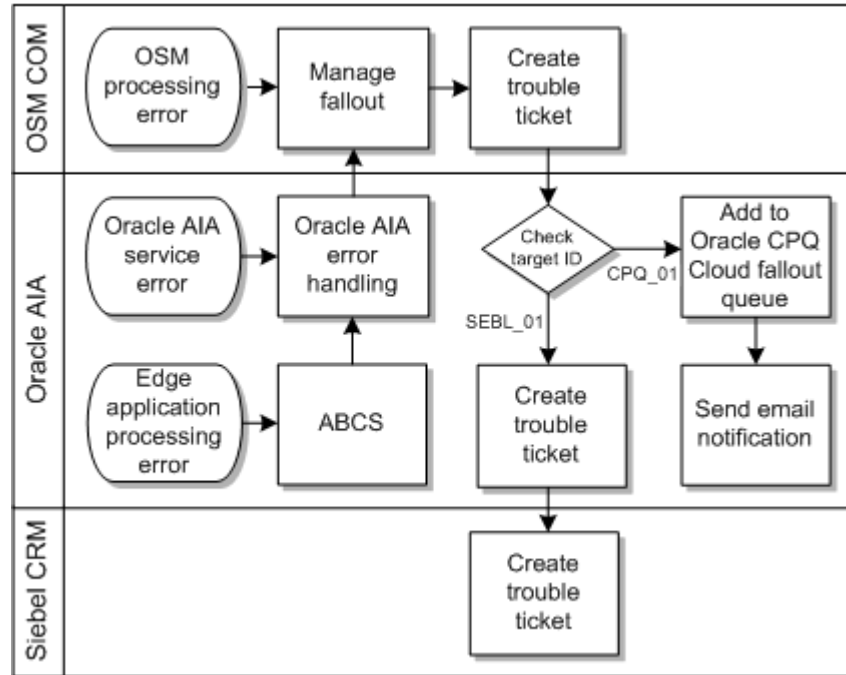 OSM COM
OSM
processing
error
Manage
fallout
Create
trouble
ticket
Oracle AIA
Oracle AIA
service
error
Oracle AIA
error
handling
Check
target ID
CPQ_01
SEBL_01
Add to
Oracle CPQ
Cloud fallout
queue
Edge
application
processing
error
ABCS
Create
trouble
ticket
Send email
notification
Siebel CRM
Create
trouble
ticket